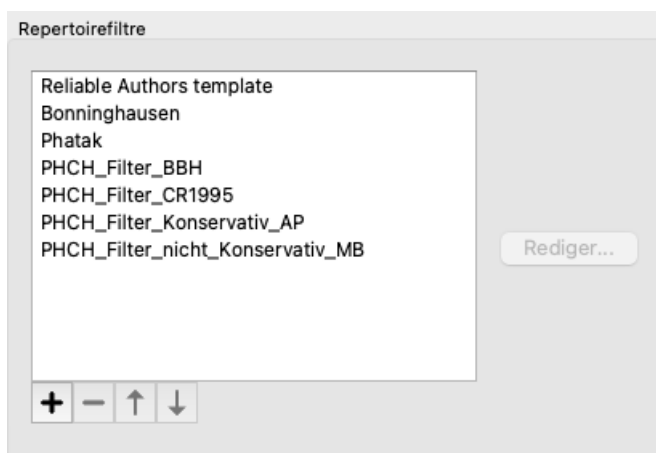 Repertoirefiltre
Reliable Authors template
Bonninghausen
Phatak
PHCH_Filter_BBH
PHCH_Filter_CR1995
PHCH_Filter_Konservativ_AP
PHCH_Filter_nicht_Konservativ_MB
Rediger...